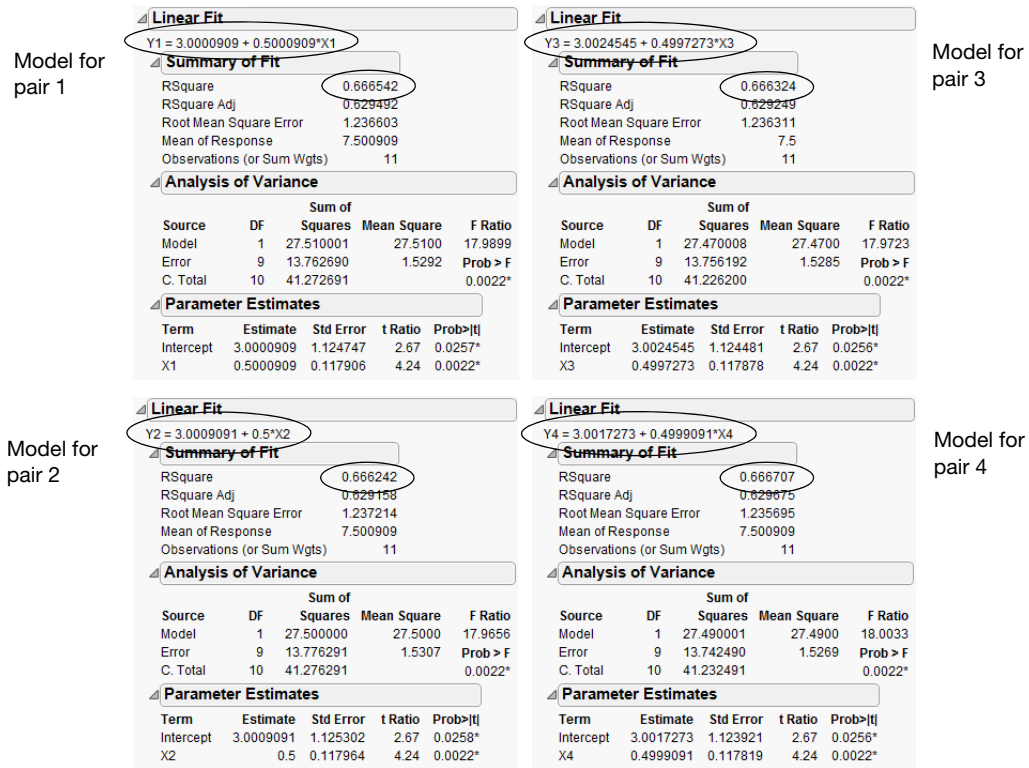 Model for
pair 1
Linear Fit
Y1 = 3.0000909 + 0.5000909*X1
Summary of Fit
RSquare 0.666542
RSquare Adj 0.629492
Root Mean Square Error 1.236603
Mean of Response 7.500909
Observations (or Sum Wgts) 11
Analysis of Variance
Sum of
Source DF Squares Mean Square F Ratio
Model 1 27.510001 27.5100 17.9899
Error 9 13.762690 1.5292 Prob > F
C. Total 10 41.272691 0.0022*
Parameter Estimates
Term Estimate Std Error t Ratio Prob>|t|
Intercept 3.0000909 1.124747 2.67 0.0257*
X1 0.5000909 0.117906 4.24 0.0022*
Model for
pair 3
Linear Fit
Y3 = 3.0024545 + 0.4997273*X3
Summary of Fit
RSquare 0.666324
RSquare Adj 0.629249
Root Mean Square Error 1.236311
Mean of Response 7.5
Observations (or Sum Wgts) 11
Analysis of Variance
Sum of
Source DF Squares Mean Square F Ratio
Model 1 27.470008 27.4700 17.9723
Error 9 13.756192 1.5285 Prob > F
C. Total 10 41.226200 0.0022*
Parameter Estimates
Term Estimate Std Error t Ratio Prob>|t|
Intercept 3.0024545 1.124481 2.67 0.0256*
X3 0.4997273 0.117878 4.24 0.0022*
Model for
pair 2
Linear Fit
Y2 = 3.0009091 + 0.5*X2
Summary of Fit
RSquare 0.666242
RSquare Adj 0.629158
Root Mean Square Error 1.237214
Mean of Response 7.500909
Observations (or Sum Wgts) 11
Analysis of Variance
Sum of
Source DF Squares Mean Square F Ratio
Model 1 27.500000 27.5000 17.9656
Error 9 13.776291 1.5307 Prob > F
C. Total 10 41.276291 0.0022*
Parameter Estimates
Term Estimate Std Error t Ratio Prob>|t|
Intercept 3.0009091 1.125302 2.67 0.0258*
X2 0.5 0.117964 4.24 0.0022*
Model for
pair 4
Linear Fit
Y4 = 3.0017273 + 0.4999091*X4
Summary of Fit
RSquare 0.666707
RSquare Adj 0.629675
Root Mean Square Error 1.235695
Mean of Response 7.500909
Observations (or Sum Wgts) 11
Analysis of Variance
Sum of
Source DF Squares Mean Square F Ratio
Model 1 27.490001 27.4900 18.0033
Error 9 13.742490 1.5269 Prob > F
C. Total 10 41.232491 0.0022*
Parameter Estimates
Term Estimate Std Error t Ratio Prob>|t|
Intercept 3.0017273 1.123921 2.67 0.0256*
X4 0.4999091 0.117819 4.24 0.0022*